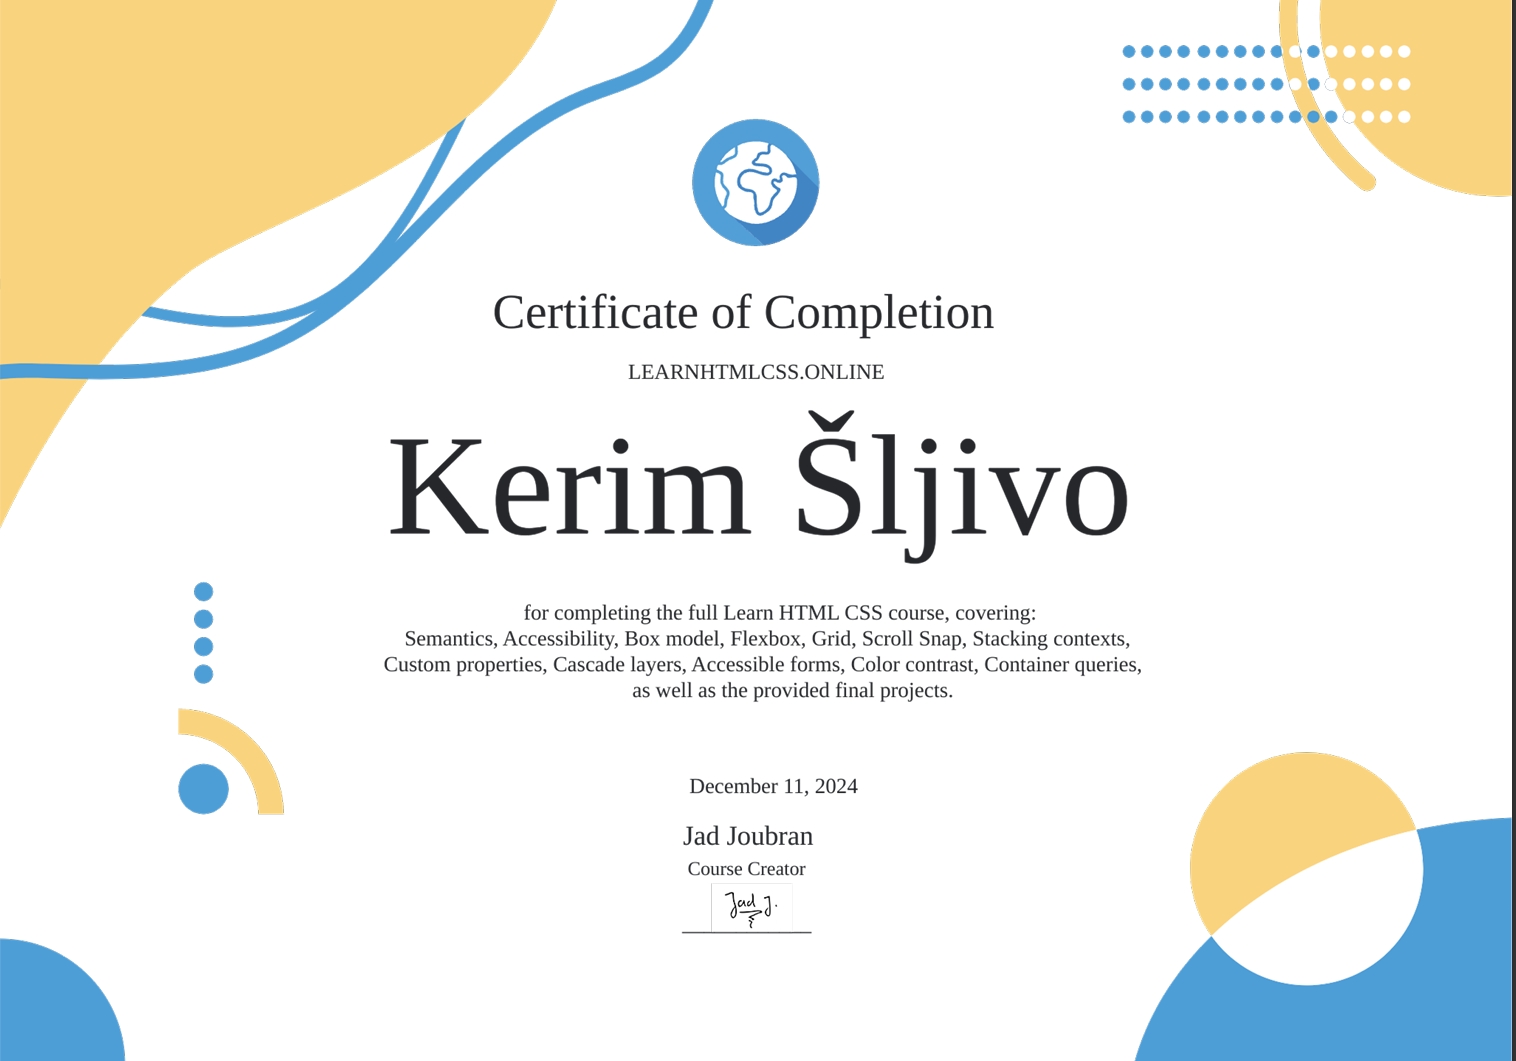 Certificate of Completion
LEARNHTMLCSS.ONLINE
Kerim Šljivo
for completing the full Learn HTML CSS course, covering:
Semantics, Accessibility, Box model, Flexbox, Grid, Scroll Snap, Stacking contexts,
Custom properties, Cascade layers, Accessible forms, Color contrast, Container queries,
as well as the provided final projects.
December 11, 2024
Jad Joubran
Course Creator
Jad J.